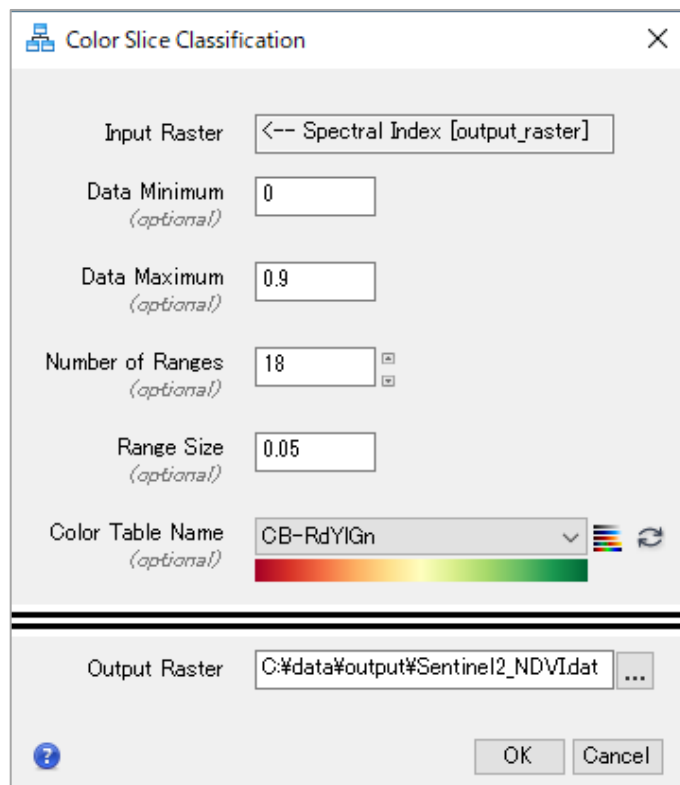 Color Slice Classification
Input Raster <-- Spectral Index [output_raster]
Data Minimum 0
(optional)
Data Maximum 0.9
(optional)
Number of Ranges 18
(optional)
Range Size 0.05
(optional)
Color Table Name CB-RdYlGn
(optional)
Output Raster C:¥data¥output¥Sentinel2_NDVI.dat ...
? OK Cancel